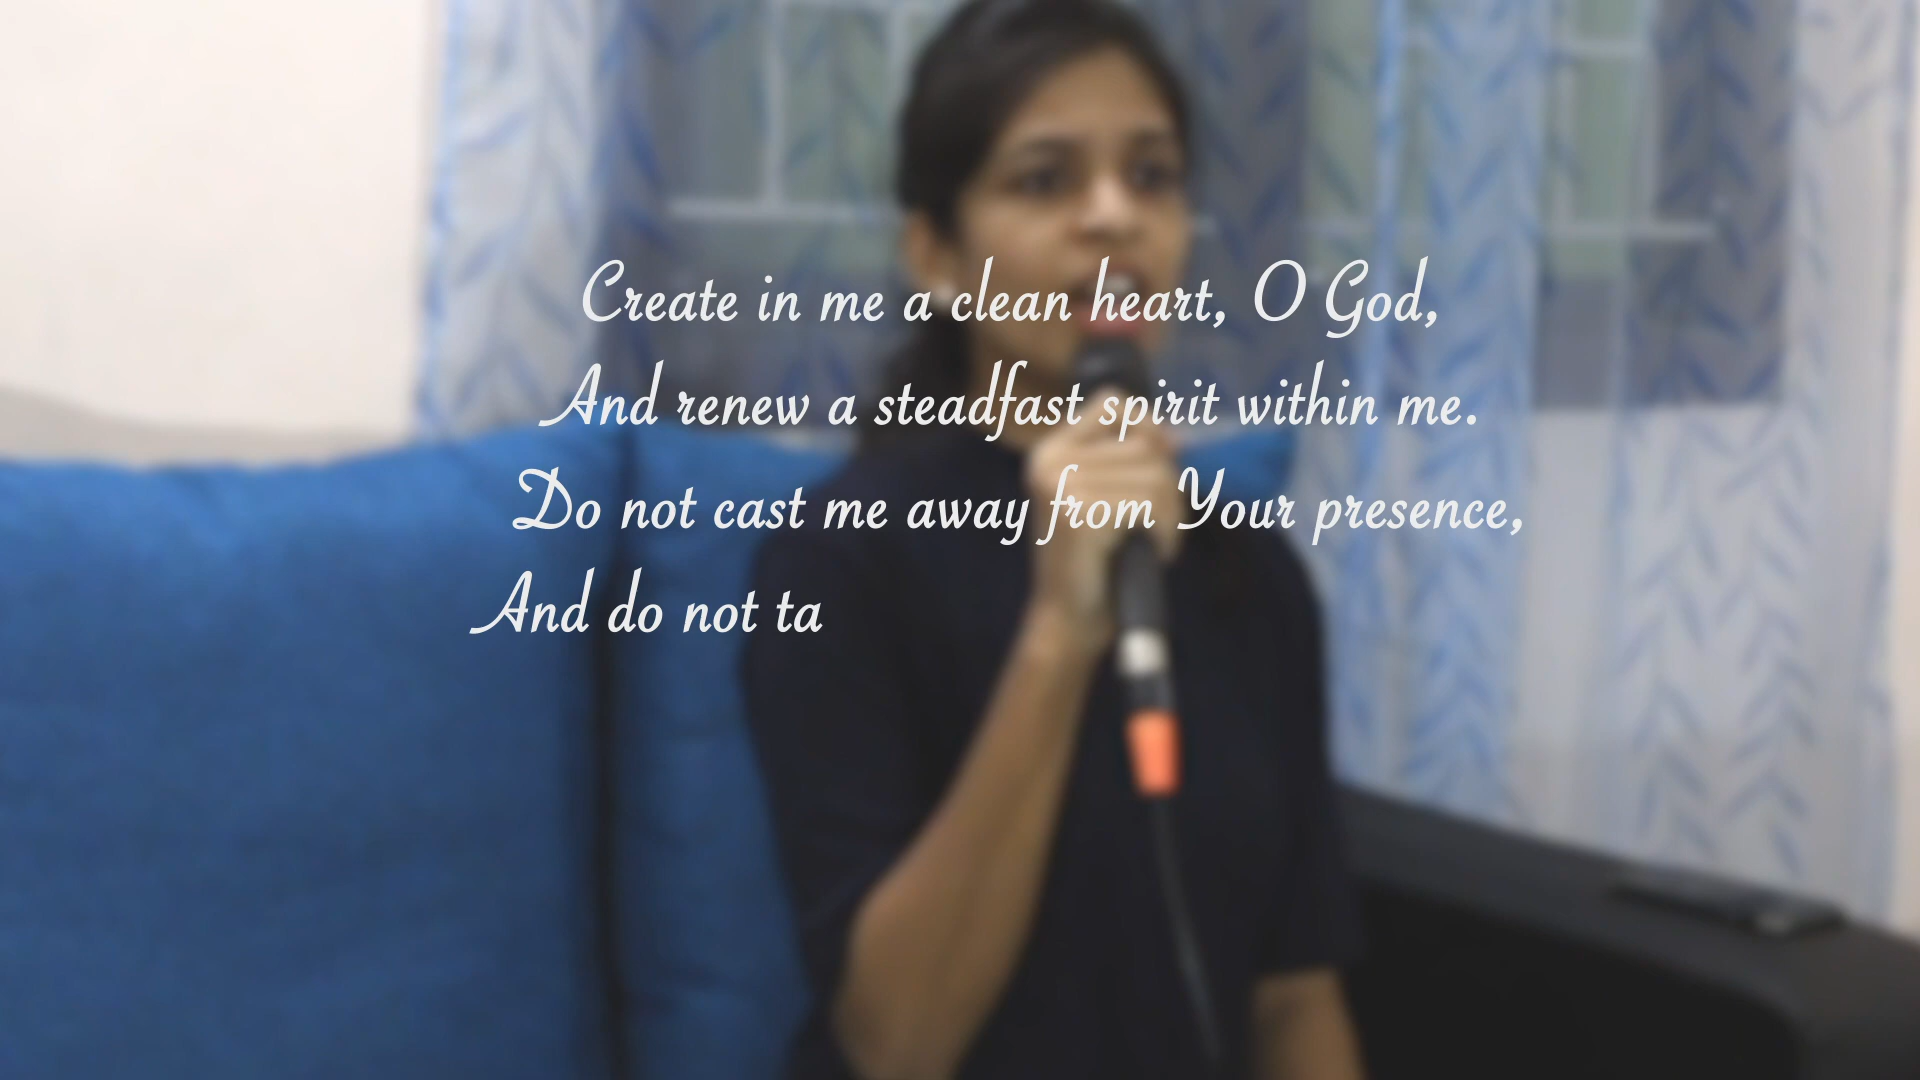 Create in me a clean heart, O God,
And renew a steadfast spirit within me.
Do not cast me away from Your presence,
And do not ta